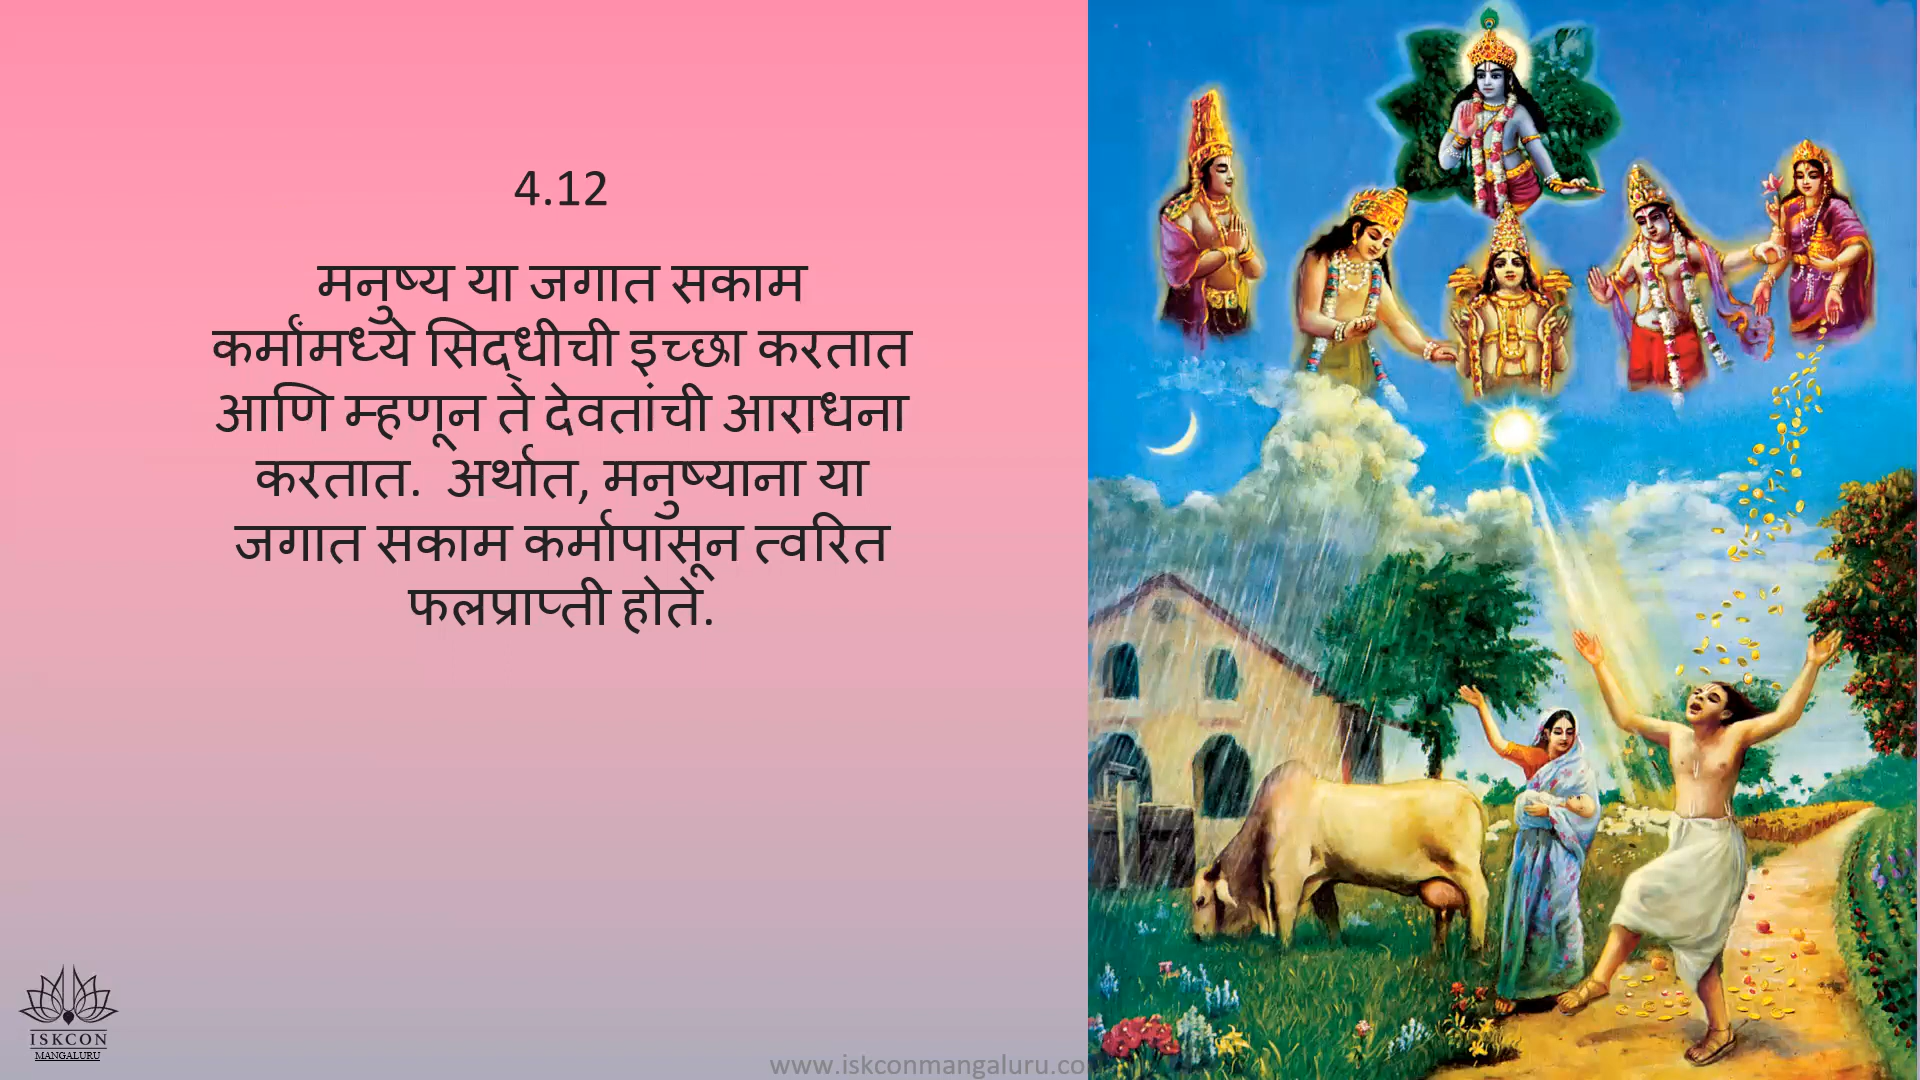 4.12
मनुष्य या जगात सकाम
कर्मांमध्ये सिद्धीची इच्छा करतात
आणि म्हणून ते देवतांची आराधना
करतात.  अर्थात, मनुष्याना या
जगात सकाम कर्मापासून त्वरित
फलप्राप्ती होते.
ISKCON
MANGALURU
www.iskconmangaluru.co